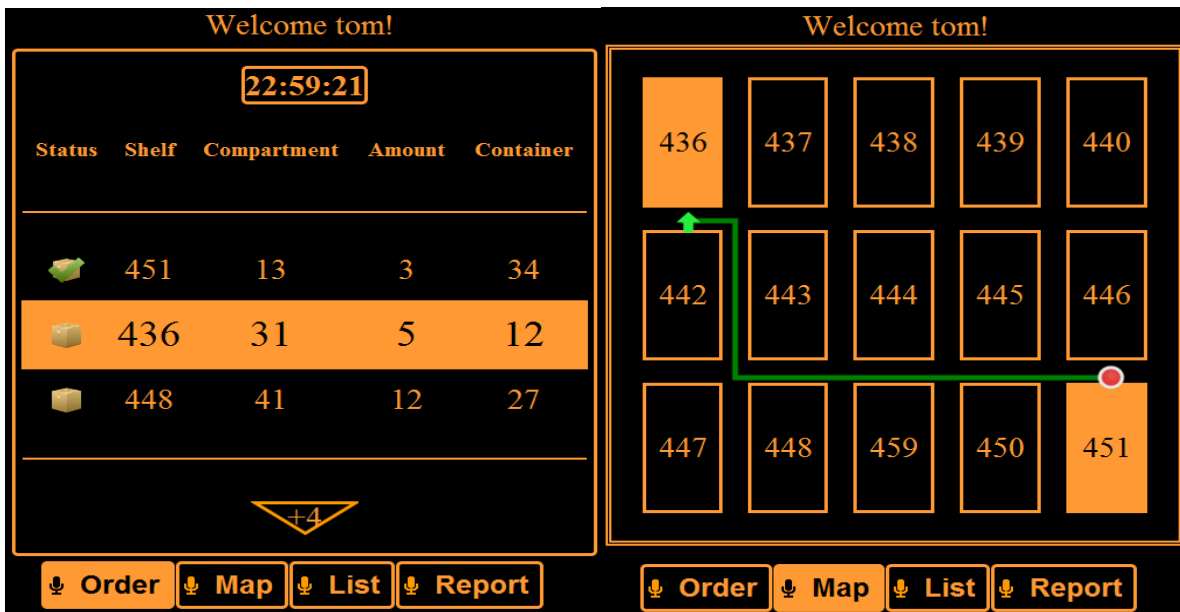 Welcome tom!
22:59:21
Status Shelf Compartment Amount Container
451 13 3 34
436 31 5 12
448 41 12 27
+4
Order Map List Report
Welcome tom!
436 437 438 439 440
442 443 444 445 446
447 448 459 450 451
Order Map List Report